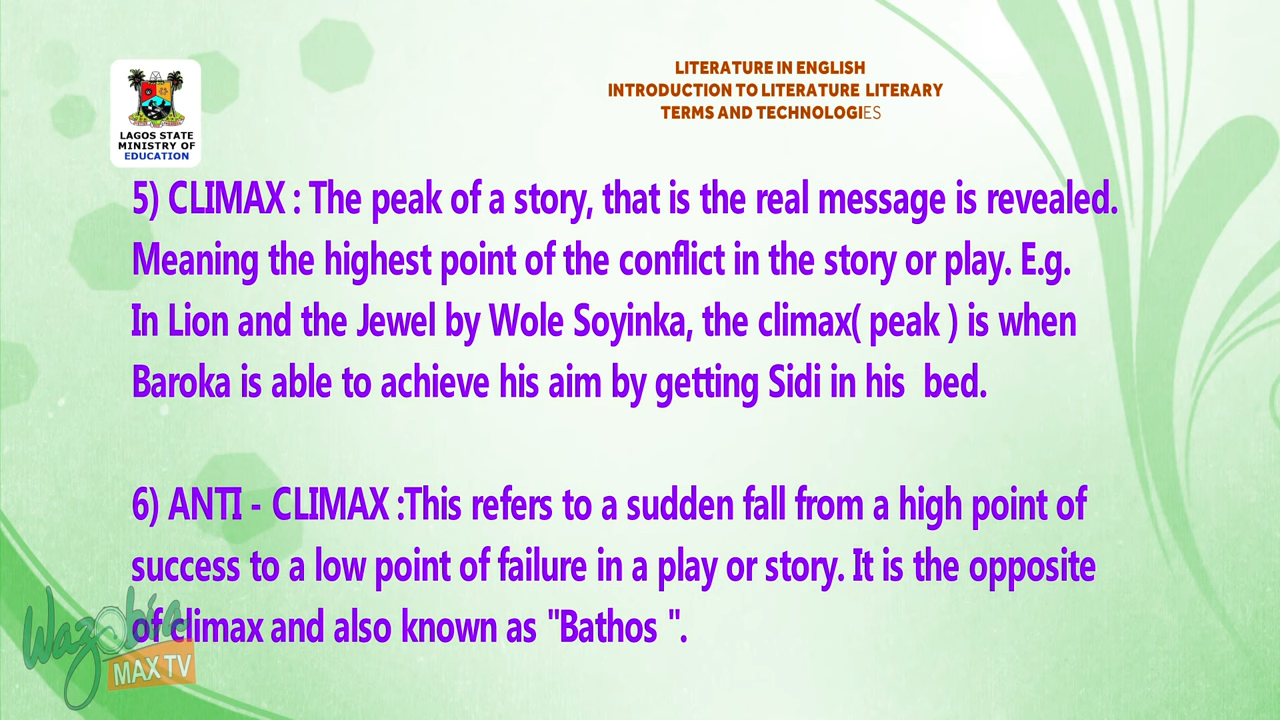 LITERATURE IN ENGLISH
INTRODUCTION TO LITERATURE LITERARY
TERMS AND TECHNOLOGIES
LAGOS STATE
MINISTRY OF
EDUCATION
5) CLIMAX : The peak of a story, that is the real message is revealed.
Meaning the highest point of the conflict in the story or play. E.g.
In Lion and the Jewel by Wole Soyinka, the climax( peak ) is when
Baroka is able to achieve his aim by getting Sidi in his bed.
6) ANTI - CLIMAX :This refers to a sudden fall from a high point of
success to a low point of failure in a play or story. It is the opposite
of climax and also known as "Bathos ".
Wazobia
MAX TV